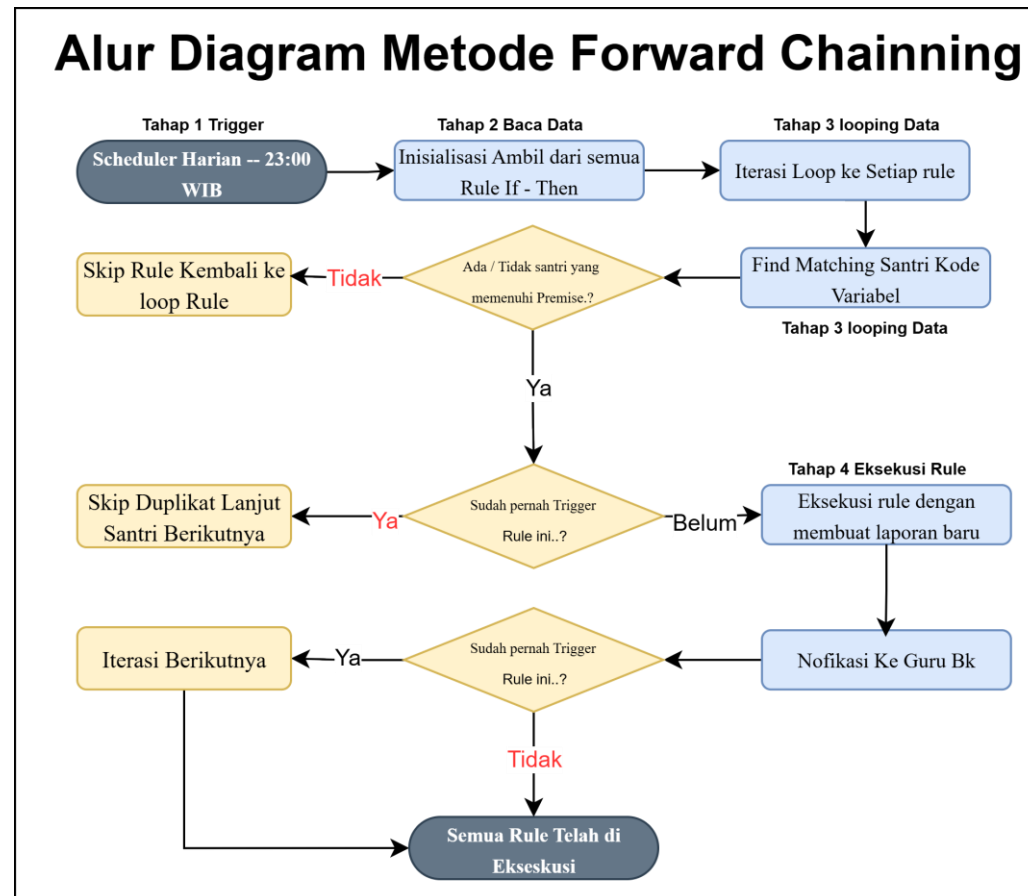 Alur Diagram Metode Forward Chainning
Tahap 1 Trigger
Scheduler Harian -- 23:00
WIB
Tahap 2 Baca Data
Inisialisasi Ambil dari semua
Rule If - Then
Tahap 3 looping Data
Iterasi Loop ke Setiap rule
Skip Rule Kembali ke
loop Rule
Tidak
Ada / Tidak santri yang
memenuhi Premise.?
Find Matching Santri Kode
Variabel
Tahap 3 looping Data
Ya
Skip Duplikat Lanjut
Santri Berikutnya
Ya
Sudah pernah Trigger
Rule ini..?
Belum
Tahap 4 Eksekusi Rule
Eksekusi rule dengan
membuat laporan baru
Iterasi Berikutnya
Ya
Sudah pernah Trigger
Rule ini..?
Nofikasi Ke Guru Bk
Tidak
Semua Rule Telah di
Ekseskusi